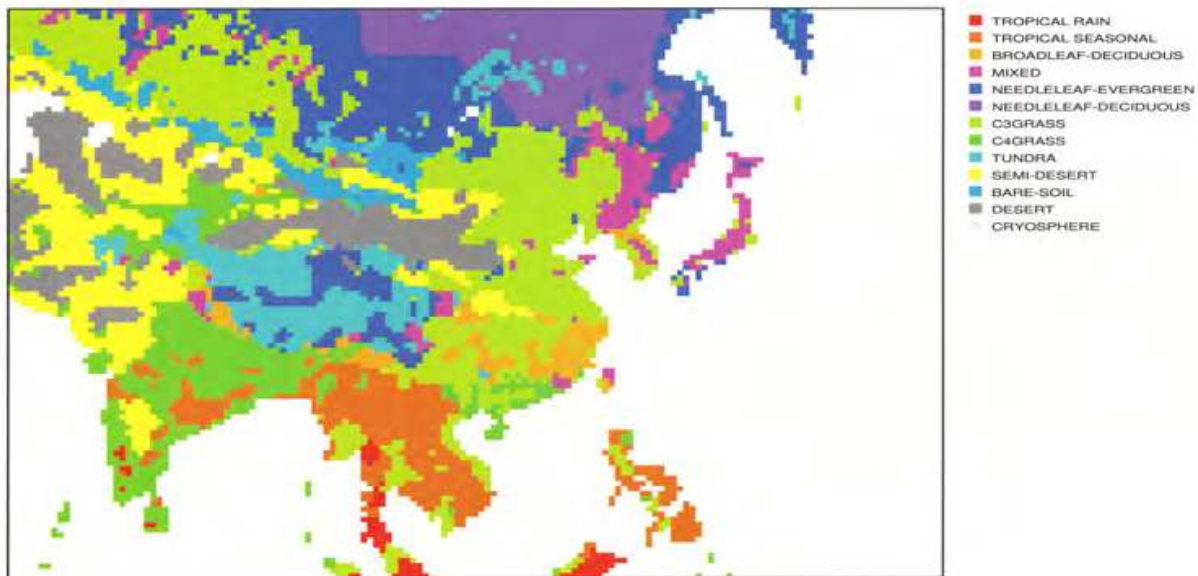 TROPICAL RAIN
TROPICAL SEASONAL
BROADLEAF-DECIDUOUS
MIXED
NEEDLELEAF-EVERGREEN
NEEDLELEAF-DECIDUOUS
C3GRASS
C4GRASS
TUNDRA
SEMI-DESERT
BARE-SOIL
DESERT
CRYOSPHERE